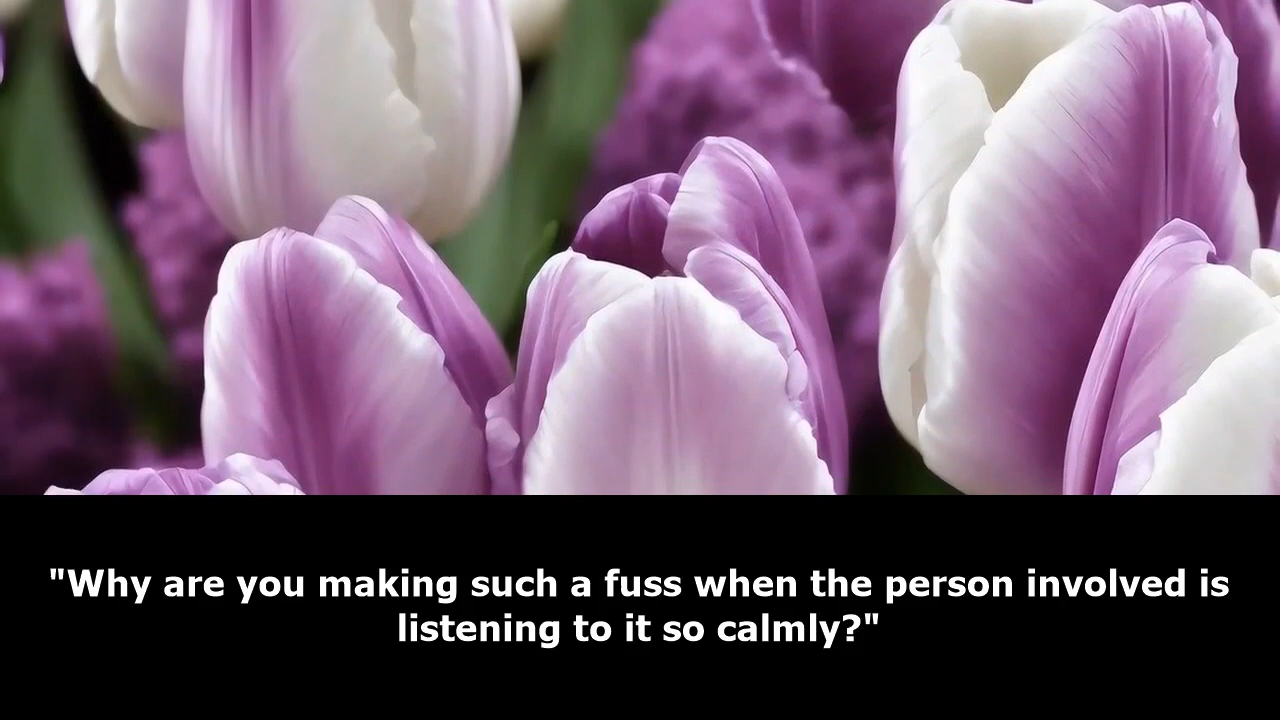 "Why are you making such a fuss when the person involved is
listening to it so calmly?"